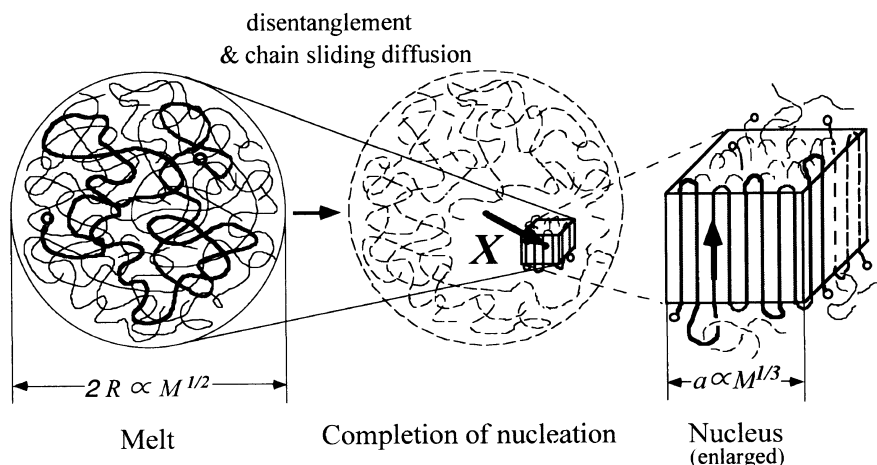 disentanglement
& chain sliding diffusion
X
2 R ∝ M^{1/2}
a ∝ M^{1/3}
Melt
Completion of nucleation
Nucleus
(enlarged)